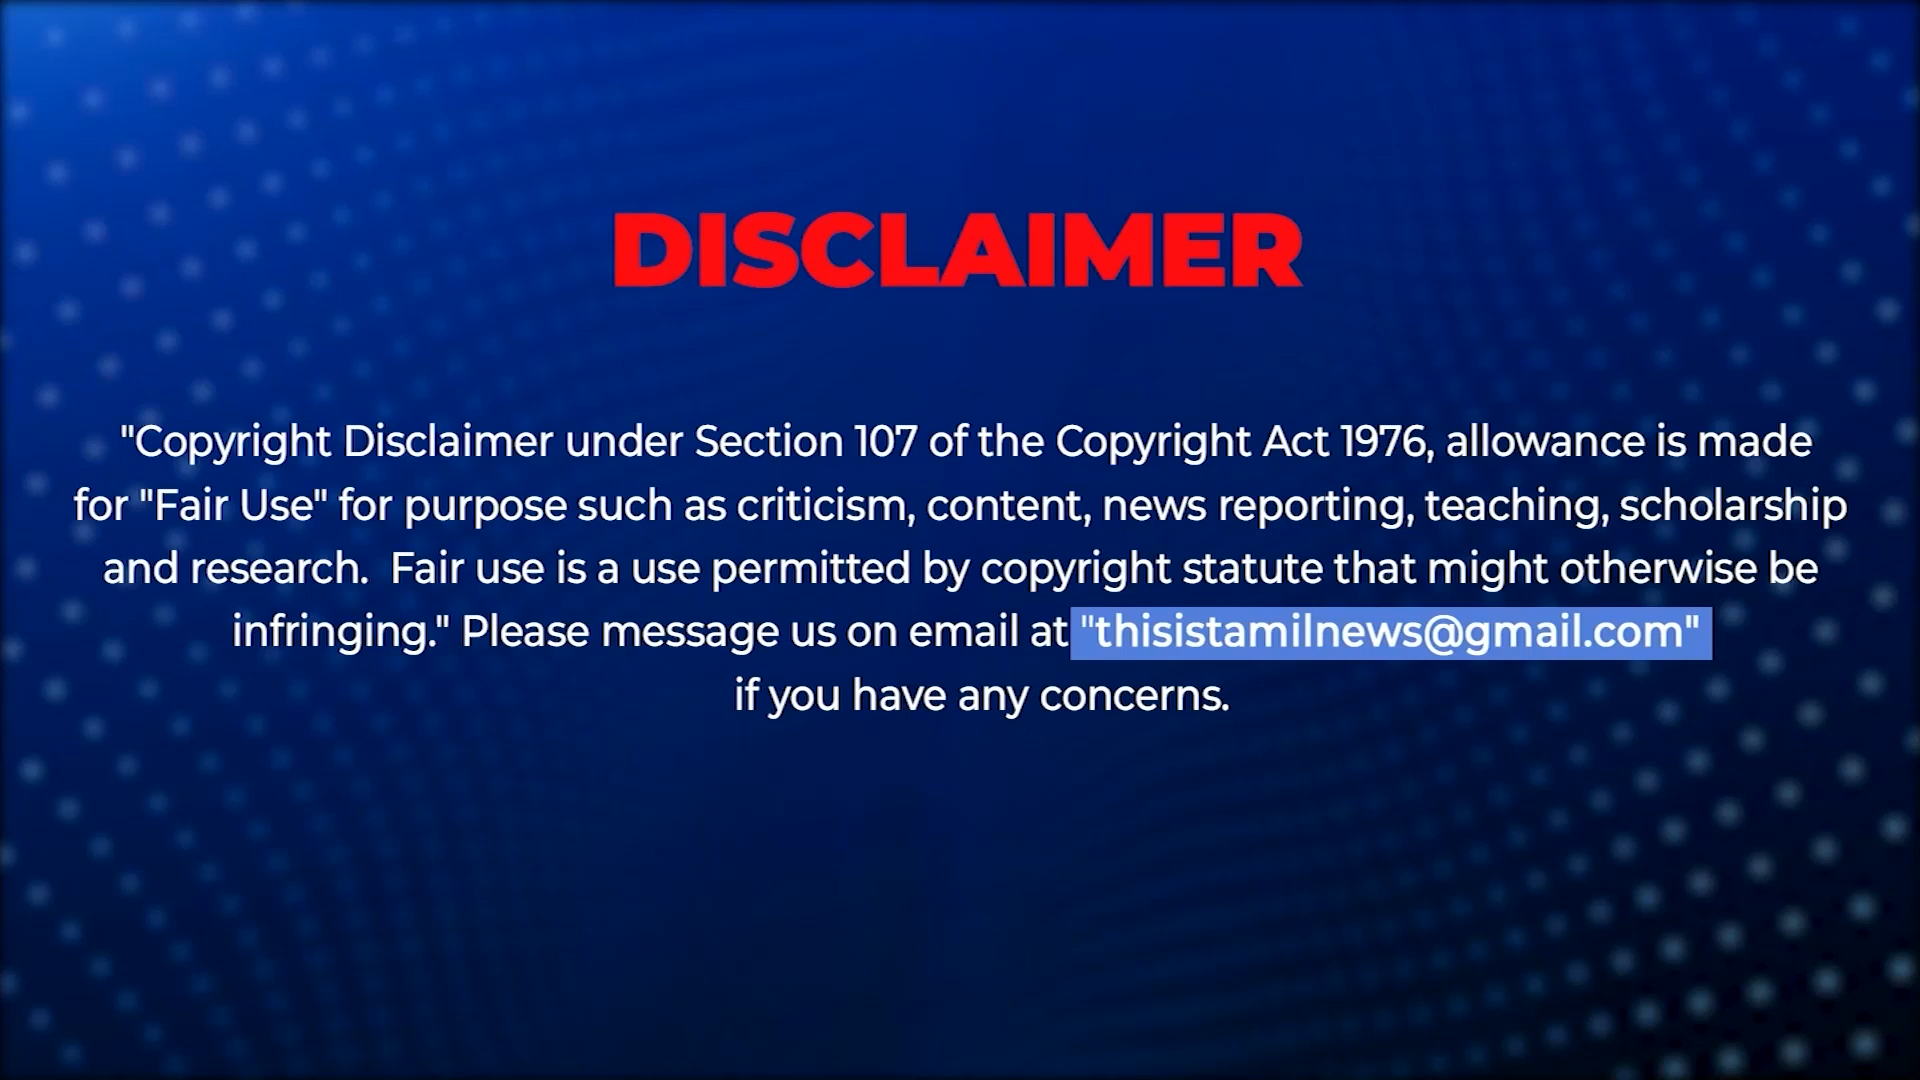 DISCLAIMER
"Copyright Disclaimer under Section 107 of the Copyright Act 1976, allowance is made
for "Fair Use" for purpose such as criticism, content, news reporting, teaching, scholarship
and research.  Fair use is a use permitted by copyright statute that might otherwise be
infringing." Please message us on email at "thisistamilnews@gmail.com"
if you have any concerns.